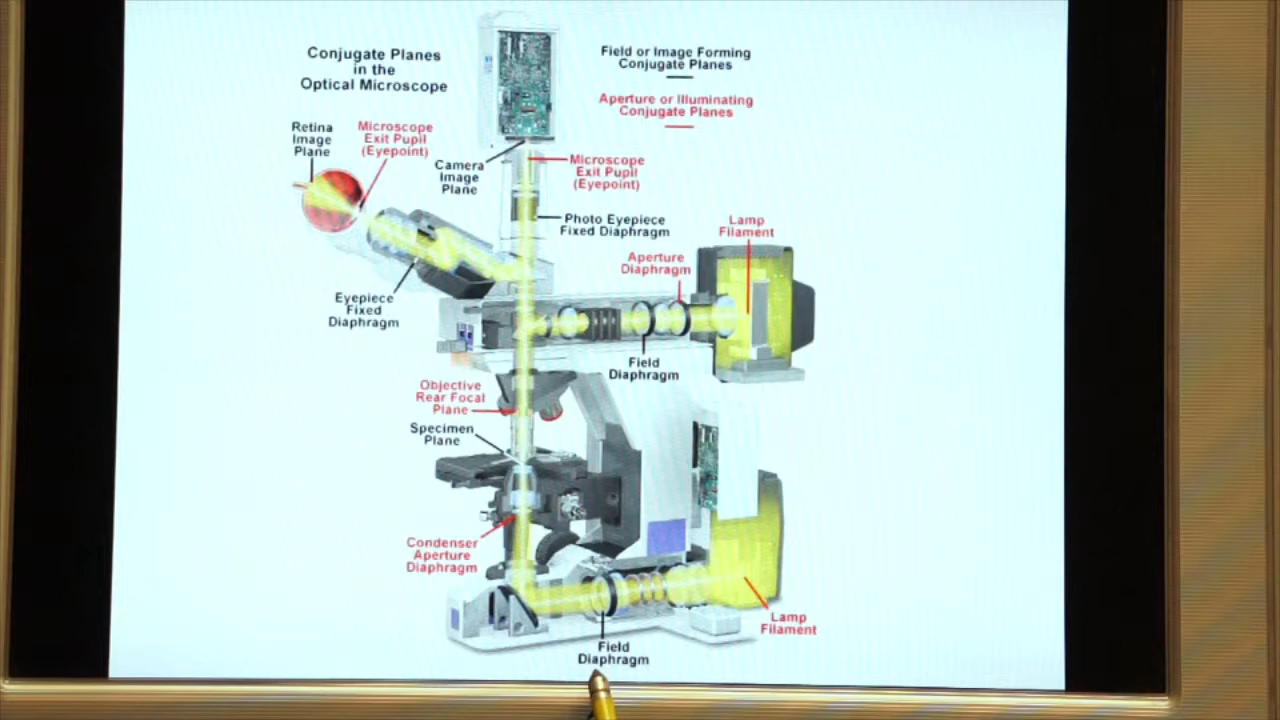 Conjugate Planes
in the
Optical Microscope
Field or Image Forming
Conjugate Planes
Aperture or Illuminating
Conjugate Planes
Retina
Image
Plane
Microscope
Exit Pupil
(Eyepoint)
Camera
Image
Plane
Microscope
Exit Pupil
(Eyepoint)
Photo Eyepiece
Fixed Diaphragm
Lamp
Filament
Aperture
Diaphragm
Eyepiece
Fixed
Diaphragm
Field
Diaphragm
Objective
Rear Focal
Plane
Specimen
Plane
Condenser
Aperture
Diaphragm
Lamp
Filament
Field
Diaphragm